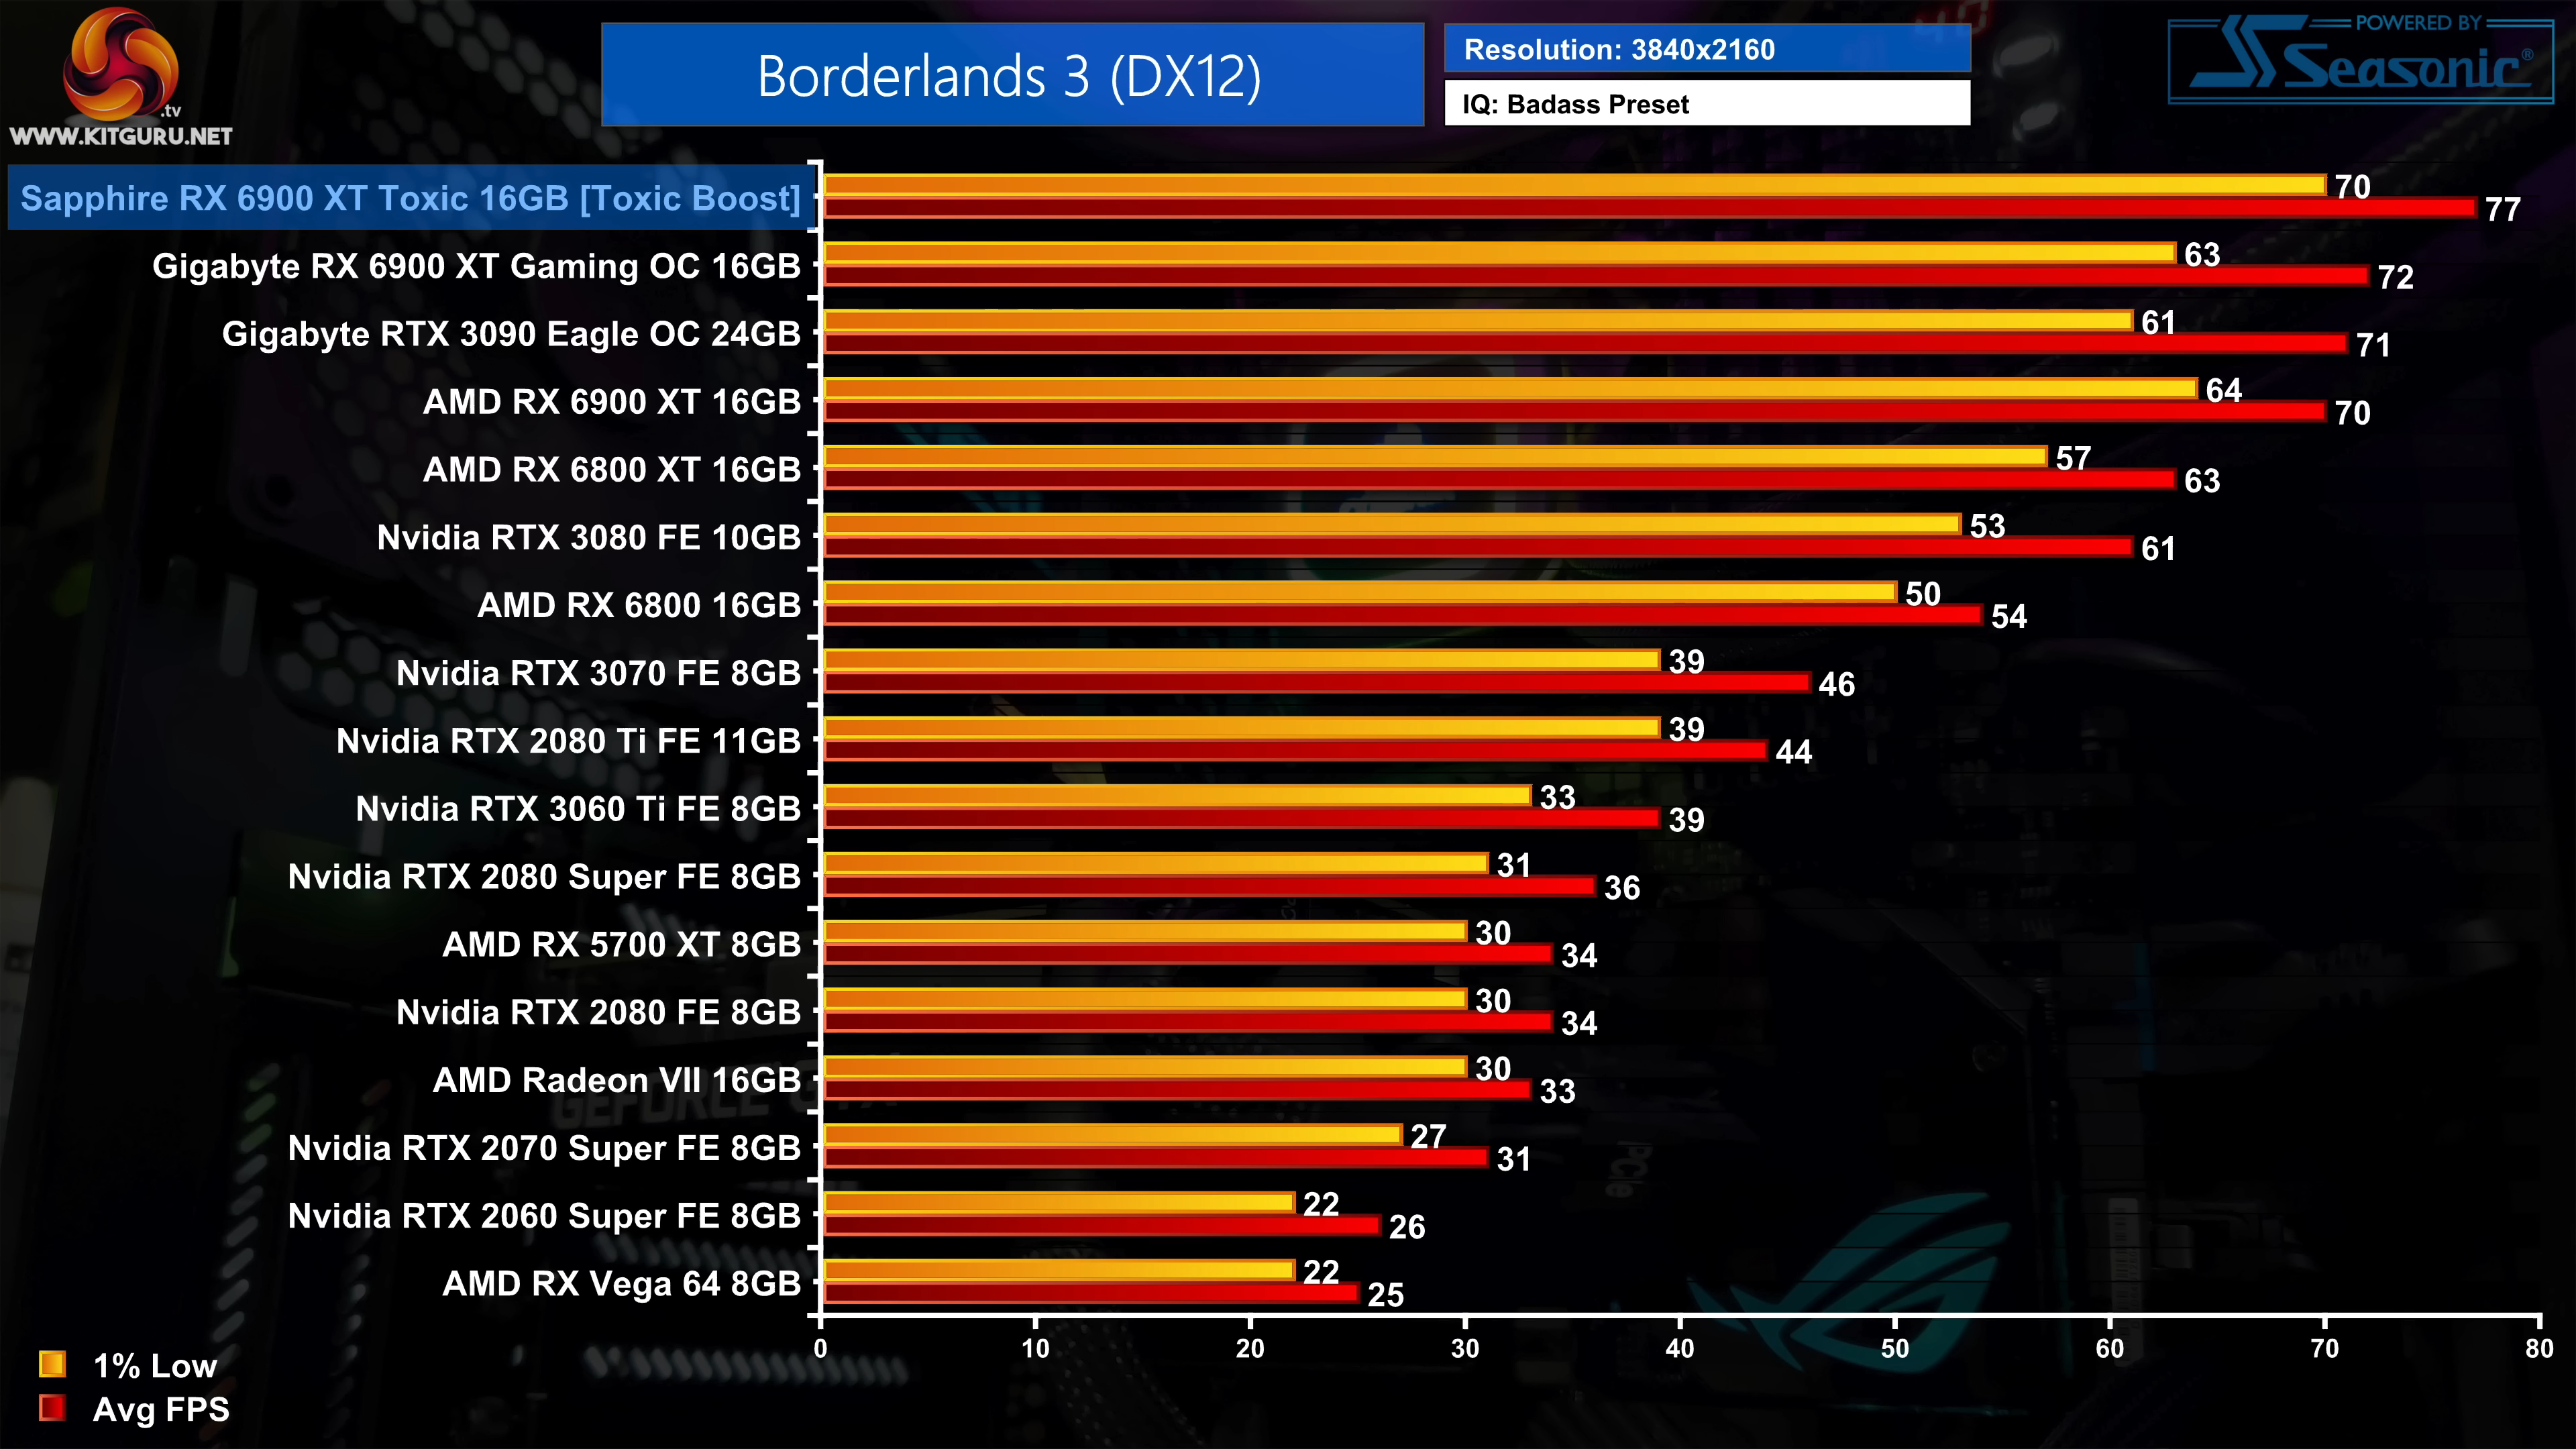 .tv
WWW.KITGURU.NET
Borderlands 3 (DX12)
Resolution: 3840x2160
IQ: Badass Preset
POWERED BY
Seasonic®
Sapphire RX 6900 XT Toxic 16GB [Toxic Boost] 70 77
Gigabyte RX 6900 XT Gaming OC 16GB 63 72
Gigabyte RTX 3090 Eagle OC 24GB 61 71
AMD RX 6900 XT 16GB 64 70
AMD RX 6800 XT 16GB 57 63
Nvidia RTX 3080 FE 10GB 53 61
AMD RX 6800 16GB 50 54
Nvidia RTX 3070 FE 8GB 39 46
Nvidia RTX 2080 Ti FE 11GB 39 44
Nvidia RTX 3060 Ti FE 8GB 33 39
Nvidia RTX 2080 Super FE 8GB 31 36
AMD RX 5700 XT 8GB 30 34
Nvidia RTX 2080 FE 8GB 30 34
AMD Radeon VII 16GB 30 33
Nvidia RTX 2070 Super FE 8GB 27 31
Nvidia RTX 2060 Super FE 8GB 22 26
AMD RX Vega 64 8GB 22 25
0 10 20 30 40 50 60 70 80
1% Low
Avg FPS
GEFORCE
PCIe